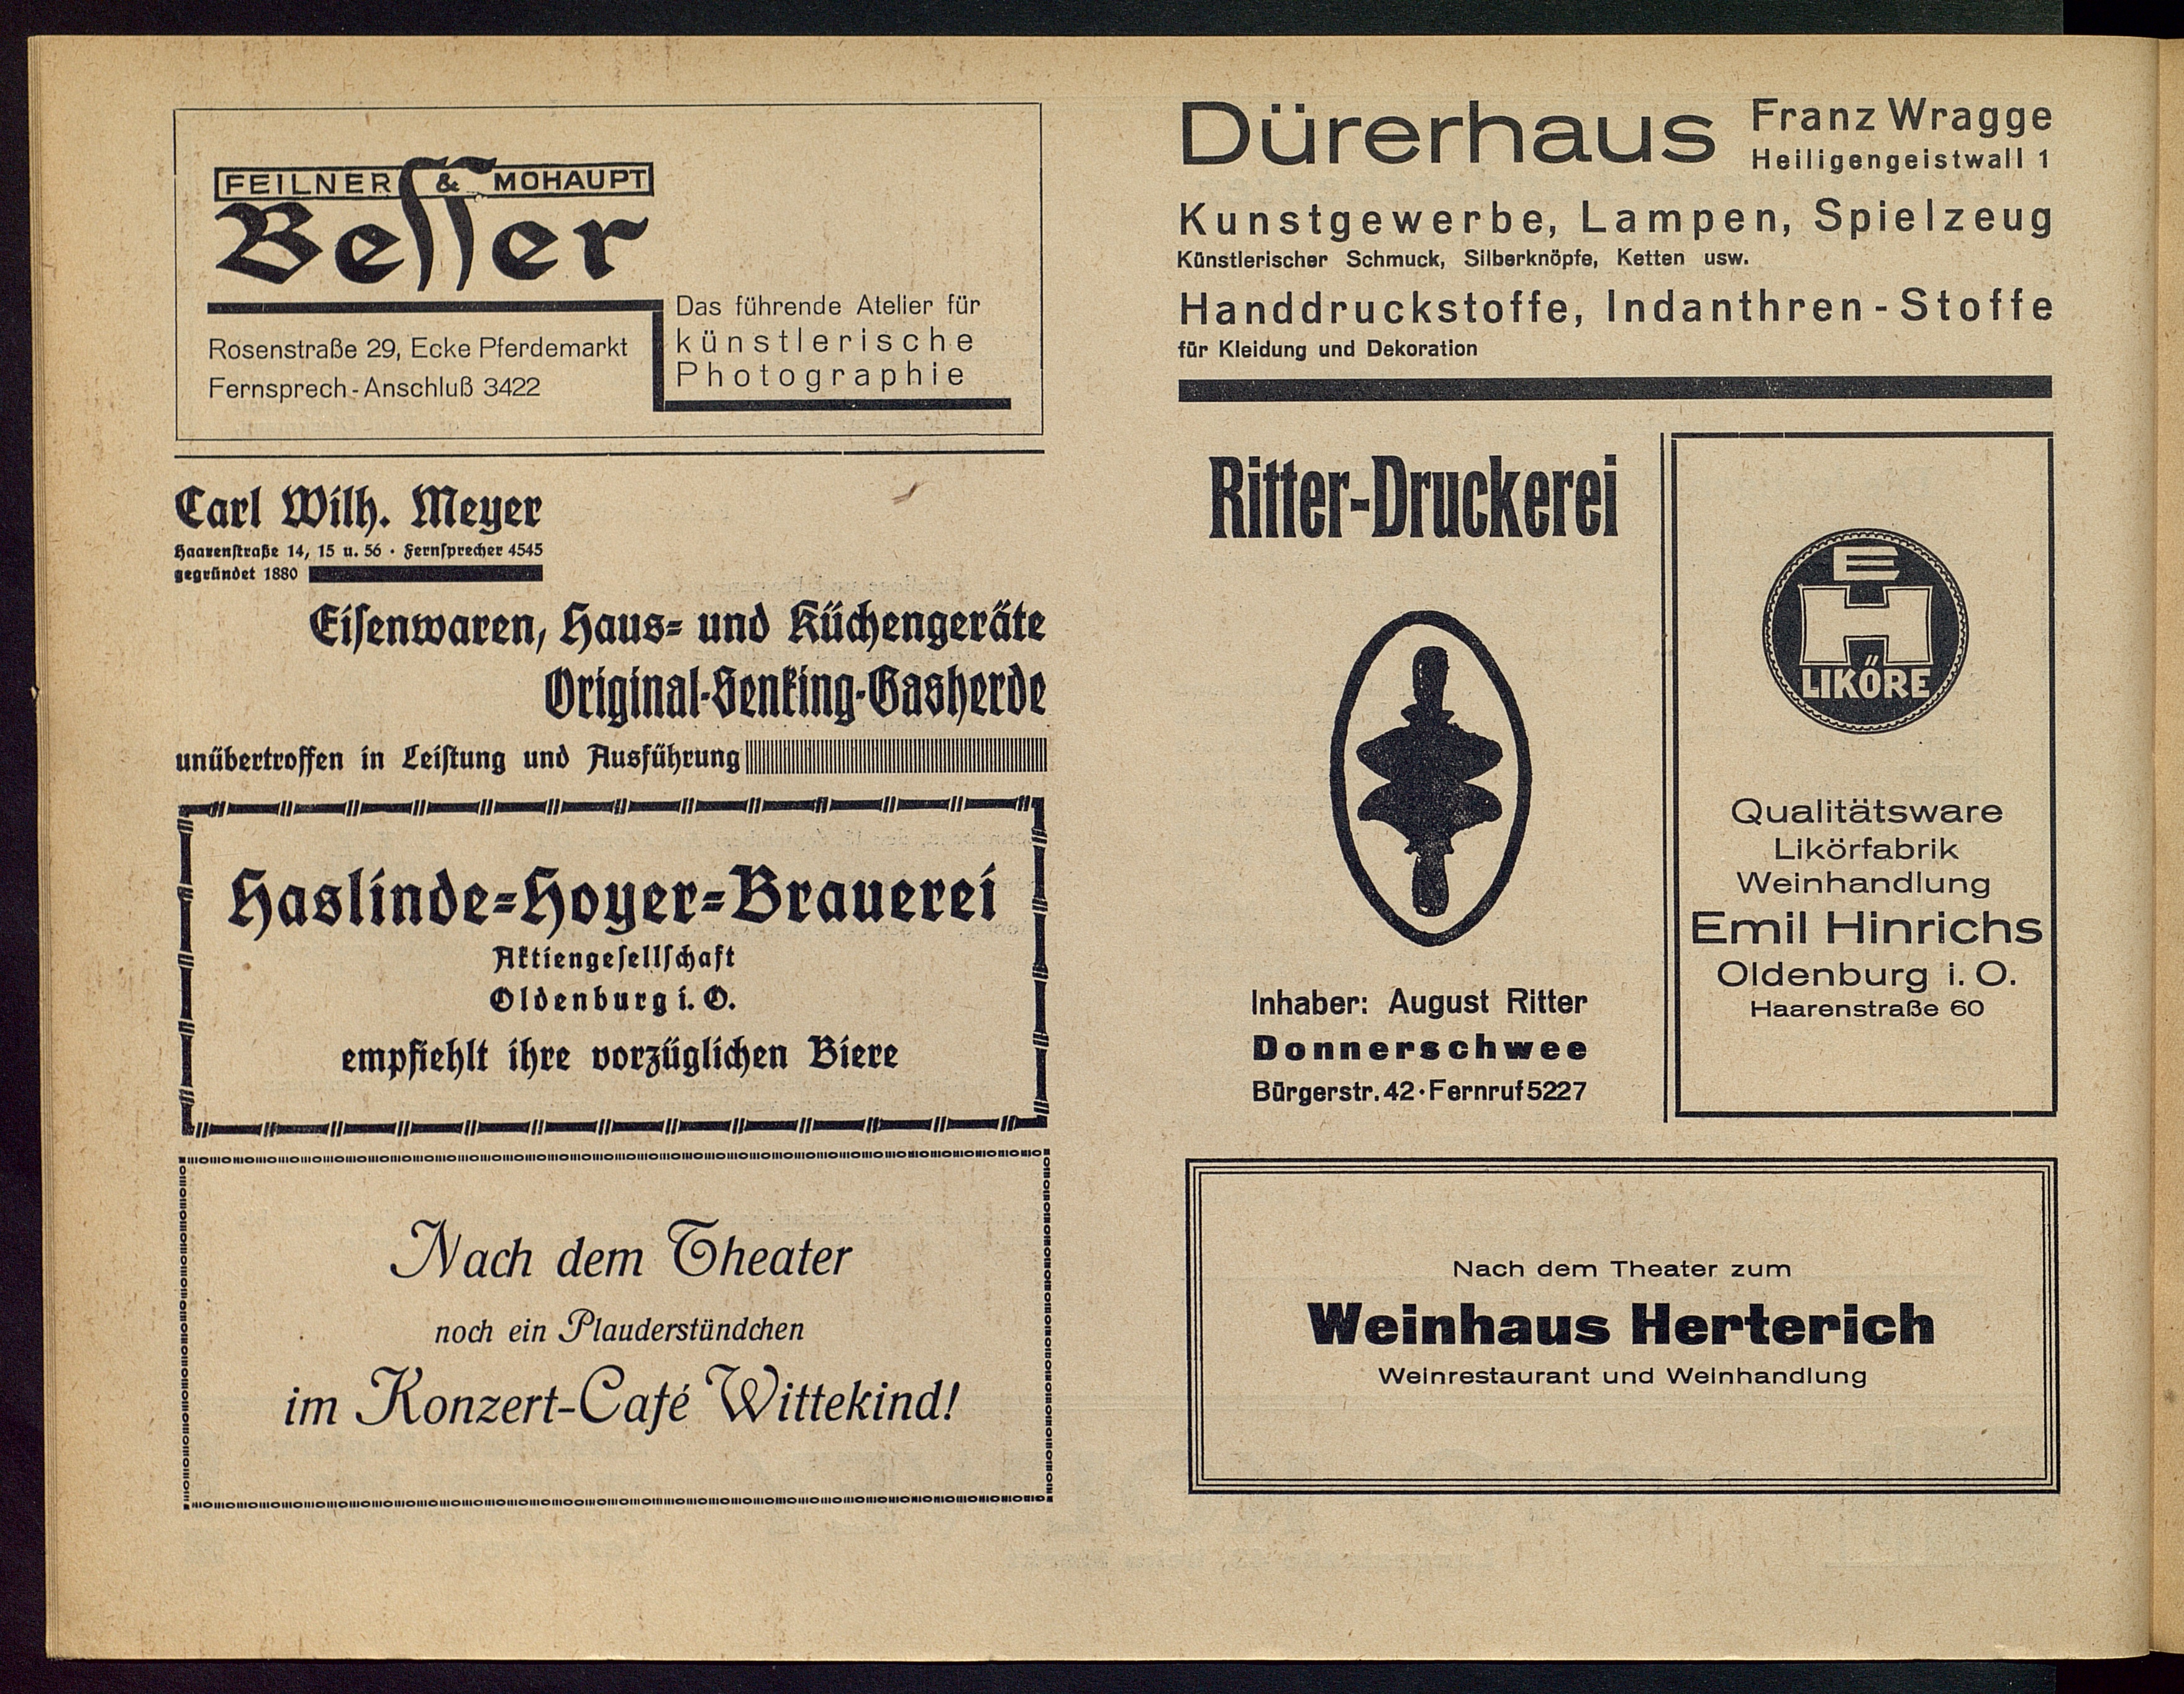 FEILNER & MOHAUPT
Besser
Rosenstraße 29, Ecke Pferdemarkt
Fernsprech-Anschluß 3422
Das führende Atelier für
künstlerische
Photographie
Carl Wilh. Meyer
Haarenſtraße 14, 15 u. 56 · Fernſprecher 4545
gegründet 1880
Eiſenwaren, Haus- und Küchengeräte
Original-Senking-Gasherde
unübertroffen in Leiſtung und Ausführung
Haslinde-Hoyer-Brauerei
Aktiengeſellſchaft
Oldenburg i. O.
empfiehlt ihre vorzüglichen Biere
Nach dem Theater
noch ein Plauderstündchen
im Konzert-Café Wittekind!
Dürerhaus
Franz Wragge
Heiligengeistwall 1
Kunstgewerbe, Lampen, Spielzeug
Künstlerischer Schmuck, Silberknöpfe, Ketten usw.
Handdruckstoffe, Indanthren-Stoffe
für Kleidung und Dekoration
Ritter-Druckerei
Inhaber: August Ritter
Donnerschwee
Bürgerstr. 42 · Fernruf 5227
E
H
LIKÖRE
Qualitätsware
Likörfabrik
Weinhandlung
Emil Hinrichs
Oldenburg i. O.
Haarenstraße 60
Nach dem Theater zum
Weinhaus Herterich
Weinrestaurant und Weinhandlung